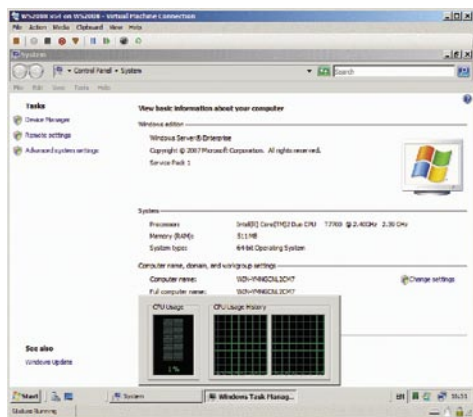 WS2008 x64 on WS2008 - Virtual Machine Connection
File Action Media Clipboard View Help
System
Control Panel System
Search
File Edit View Tools Help
Tasks
Device Manager
Remote settings
Advanced system settings
View basic information about your computer
Windows edition
Windows Server® Enterprise
Copyright © 2007 Microsoft Corporation. All rights reserved.
Service Pack 1
System
Processor: Intel(R) Core(TM)2 Duo CPU T7700 @ 2.40GHz 2.39 GHz
Memory (RAM): 511 MB
System type: 64-bit Operating System
Computer name, domain, and workgroup settings
Computer name:
Change settings
Full computer name:
CPU Usage
CPU Usage History
1 %
See also
Windows Update
Start
System
Windows Task Manag...
Status: Running